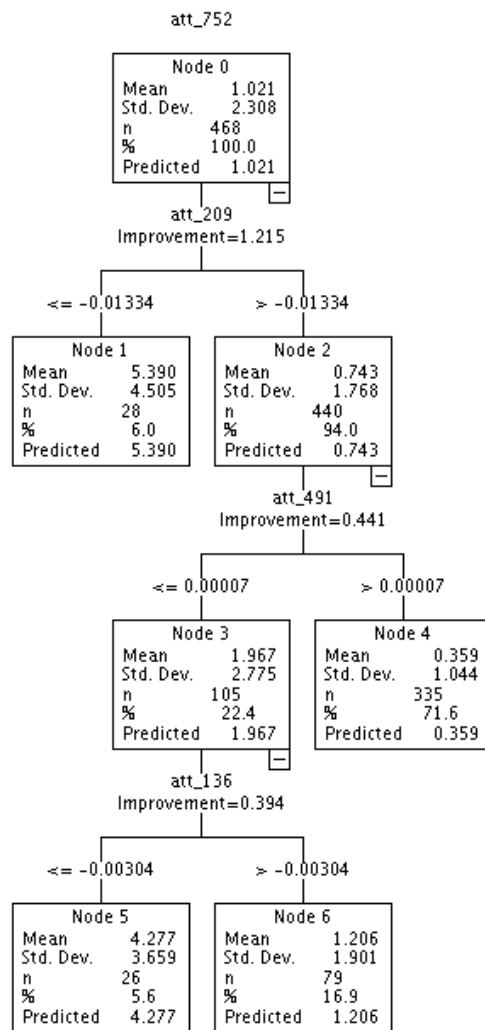 att_752
Node 0
Mean 1.021
Std. Dev. 2.308
n 468
% 100.0
Predicted 1.021
att_209
Improvement=1.215
<= -0.01334 > -0.01334
Node 1
Mean 5.390
Std. Dev. 4.505
n 28
% 6.0
Predicted 5.390
Node 2
Mean 0.743
Std. Dev. 1.768
n 440
% 94.0
Predicted 0.743
att_491
Improvement=0.441
<= 0.00007 > 0.00007
Node 3
Mean 1.967
Std. Dev. 2.775
n 105
% 22.4
Predicted 1.967
Node 4
Mean 0.359
Std. Dev. 1.044
n 335
% 71.6
Predicted 0.359
att_136
Improvement=0.394
<= -0.00304 > -0.00304
Node 5
Mean 4.277
Std. Dev. 3.659
n 26
% 5.6
Predicted 4.277
Node 6
Mean 1.206
Std. Dev. 1.901
n 79
% 16.9
Predicted 1.206